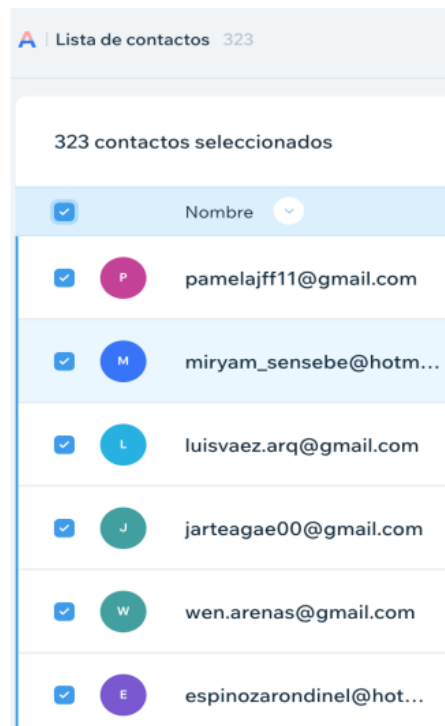 A | Lista de contactos 323
323 contactos seleccionados
Nombre
P pamelajff11@gmail.com
M miryam_sensebe@hotm...
L luisvaez.arq@gmail.com
J jarteagae00@gmail.com
W wen.arenas@gmail.com
E espinozarondinel@hot...